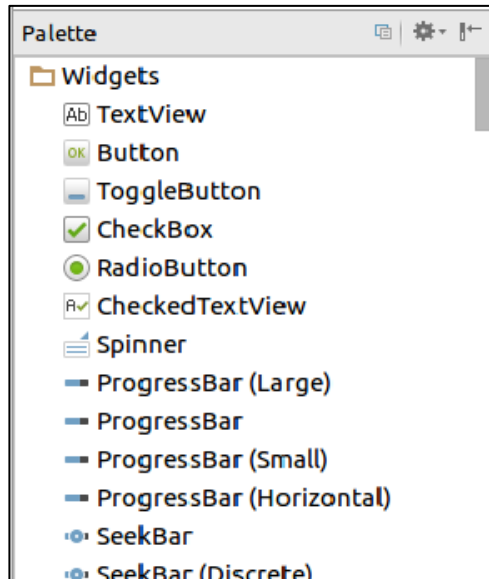 Palette
Widgets
Ab TextView
OK Button
ToggleButton
CheckBox
RadioButton
A CheckedTextView
Spinner
ProgressBar (Large)
ProgressBar
ProgressBar (Small)
ProgressBar (Horizontal)
SeekBar
SeekBar (Discrete)